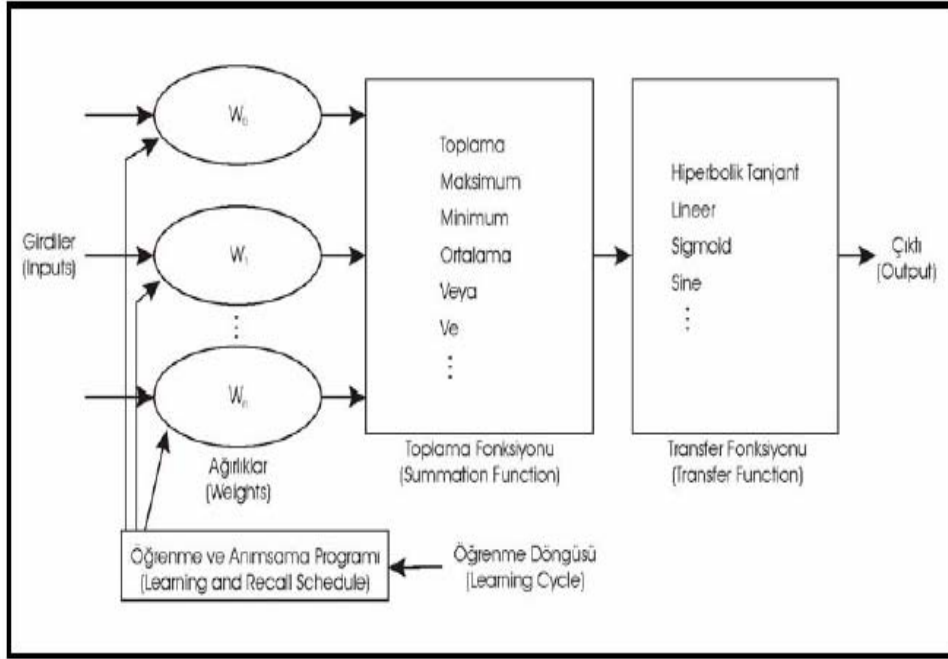 Girdiler
(Inputs)
W₀
W₁
Wₙ
Ağırlıklar
(Weights)
Toplama
Maksimum
Minimum
Ortalama
Veya
Ve
Toplama Fonksiyonu
(Summation Function)
Hiperbolik Tanjant
Lineer
Sigmoid
Sine
Transfer Fonksiyonu
(Transfer Function)
Çıktı
(Output)
Öğrenme ve Anımsama Programı
(Learning and Recall Schedule)
Öğrenme Döngüsü
(Learning Cycle)